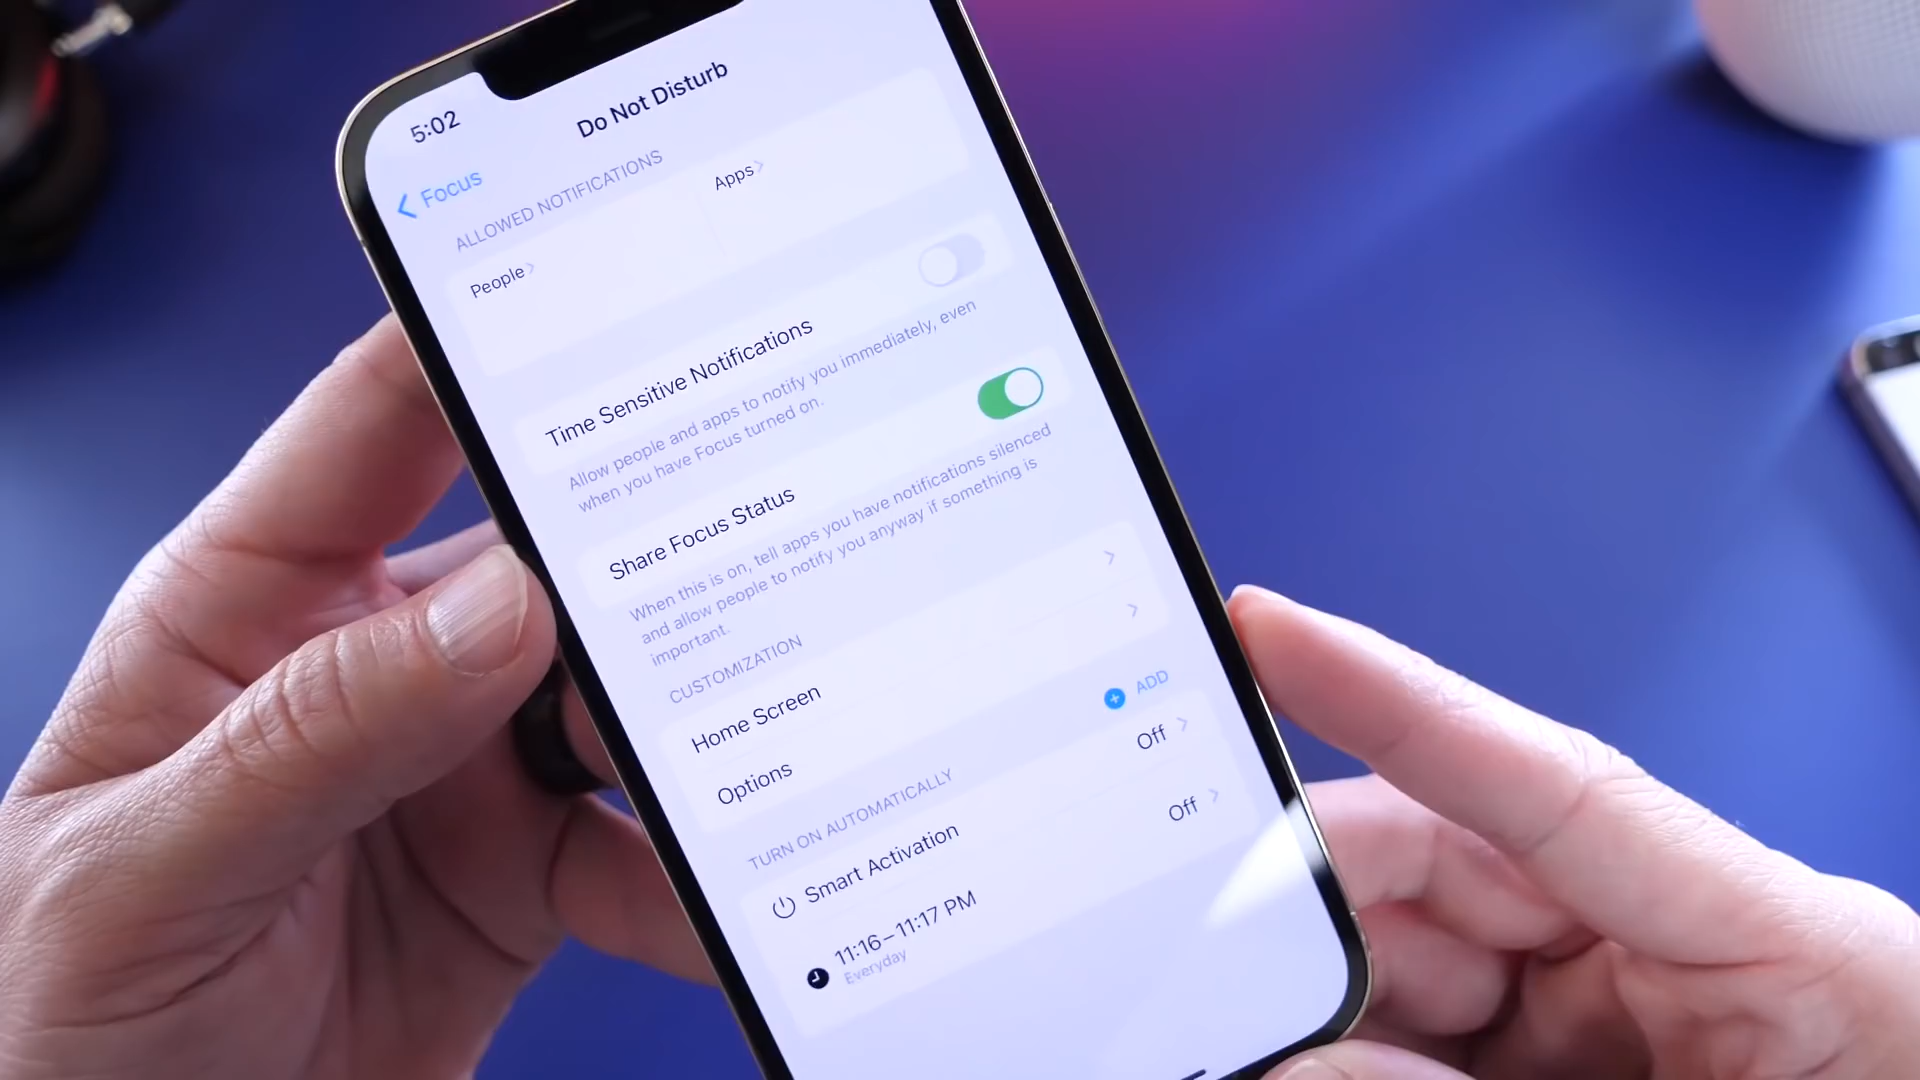 5:02
Do Not Disturb
Focus
ALLOWED NOTIFICATIONS
People
Apps
Time Sensitive Notifications
Allow people and apps to notify you immediately, even
when you have Focus turned on.
Share Focus Status
When this is on, tell apps you have notifications silenced
and allow people to notify you anyway if something is
important.
CUSTOMIZATION
Home Screen
Options
TURN ON AUTOMATICALLY
ADD
Smart Activation
Off
11:16–11:17 PM
Everyday
Off